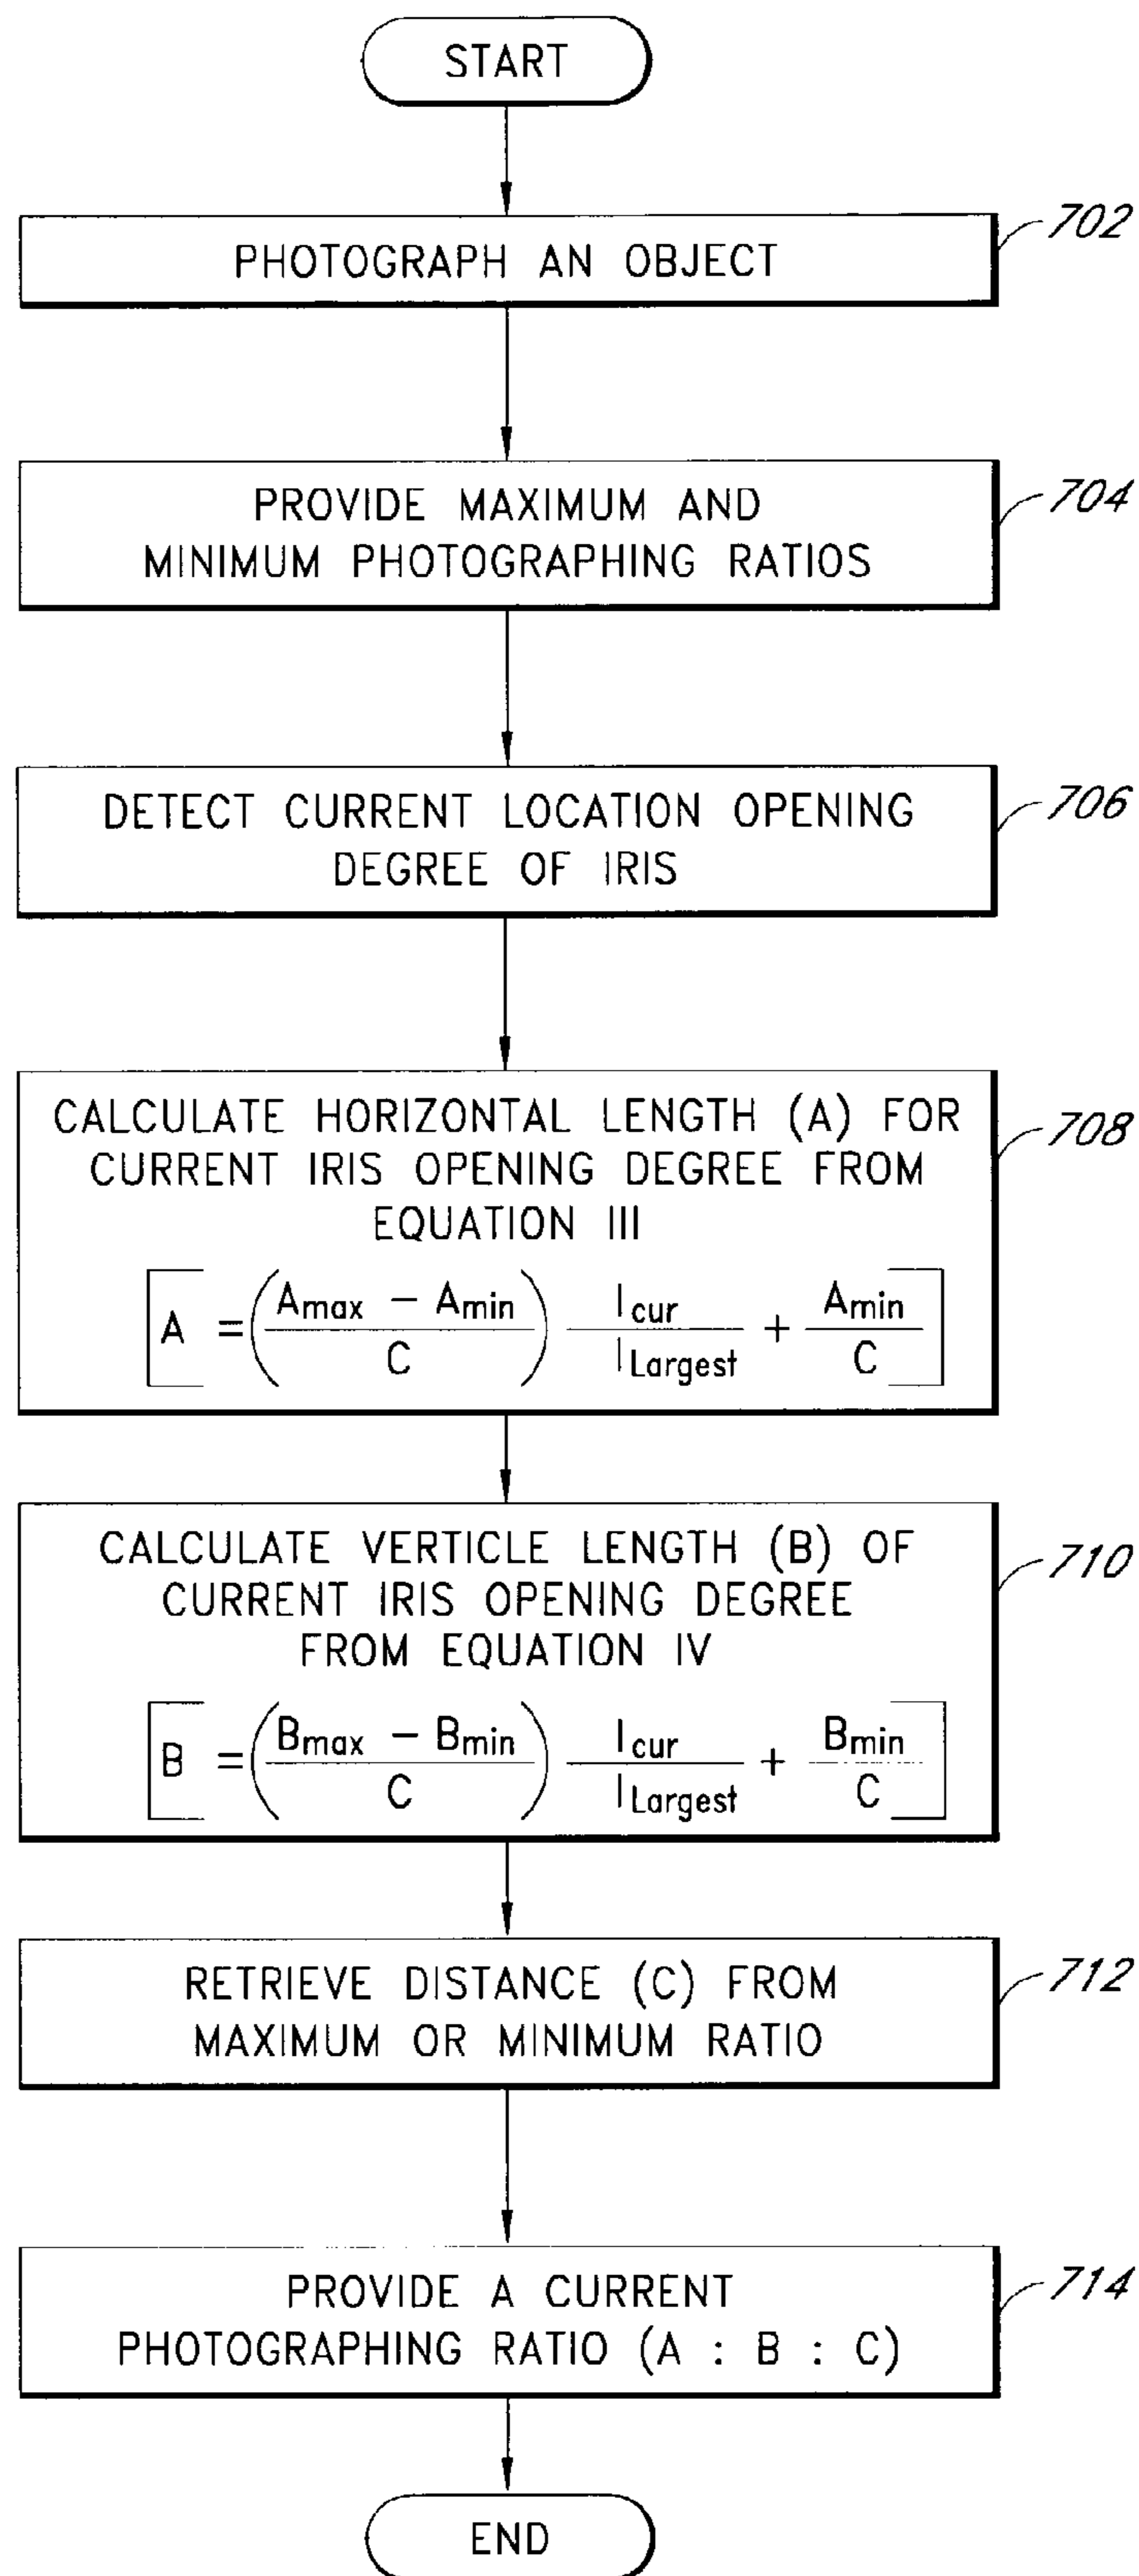 START
PHOTOGRAPH AN OBJECT
702
PROVIDE MAXIMUM AND
MINIMUM PHOTOGRAPHING RATIOS
704
DETECT CURRENT LOCATION OPENING
DEGREE OF IRIS
706
CALCULATE HORIZONTAL LENGTH (A) FOR
CURRENT IRIS OPENING DEGREE FROM
EQUATION III
[A = ((Amax − Amin)/C) Icur/ILargest + Amin/C]
708
CALCULATE VERTICLE LENGTH (B) OF
CURRENT IRIS OPENING DEGREE
FROM EQUATION IV
[B = ((Bmax − Bmin)/C) Icur/ILargest + Bmin/C]
710
RETRIEVE DISTANCE (C) FROM
MAXIMUM OR MINIMUM RATIO
712
PROVIDE A CURRENT
PHOTOGRAPHING RATIO (A : B : C)
714
END